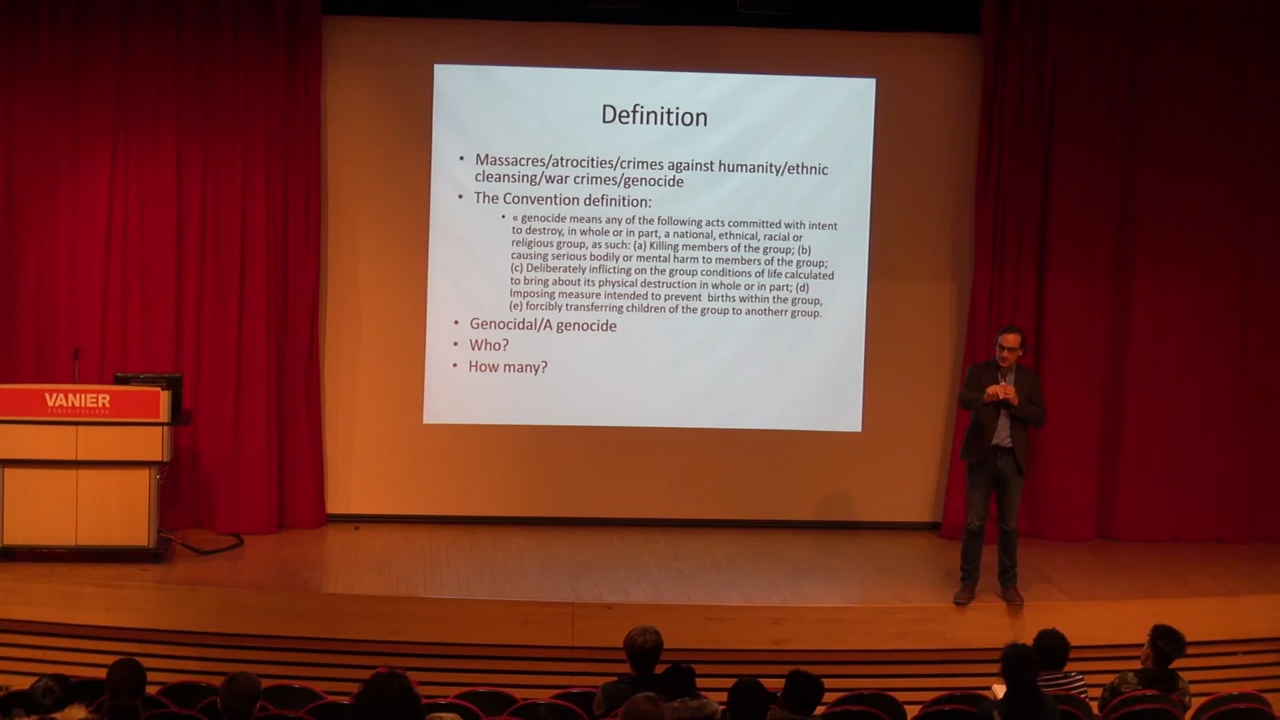 Definition
• Massacres/atrocities/crimes against humanity/ethnic
cleansing/war crimes/genocide
• The Convention definition:
• « genocide means any of the following acts committed with intent
to destroy, in whole or in part, a national, ethnical, racial or
religious group, as such: (a) Killing members of the group; (b)
causing serious bodily or mental harm to members of the group;
(c) Deliberately inflicting on the group conditions of life calculated
to bring about its physical destruction in whole or in part; (d)
Imposing measure intended to prevent births within the group,
(e) forcibly transferring children of the group to anotherr group.
• Genocidal/A genocide
• Who?
• How many?
VANIER
CÉGEP/COLLEGE